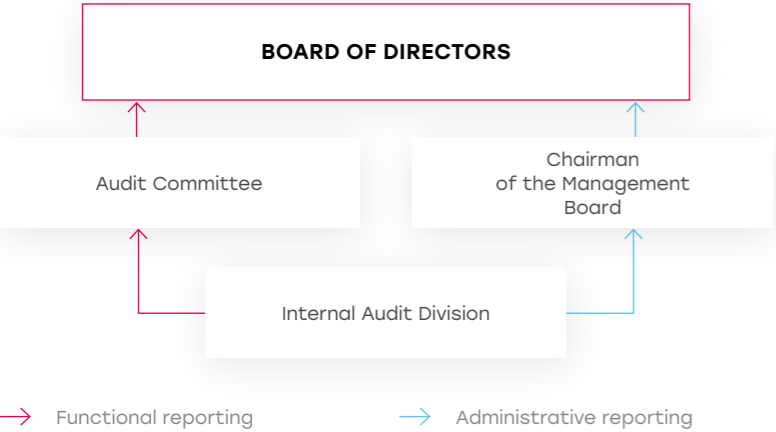 BOARD OF DIRECTORS
Audit Committee
Chairman
of the Management
Board
Internal Audit Division
Functional reporting
Administrative reporting